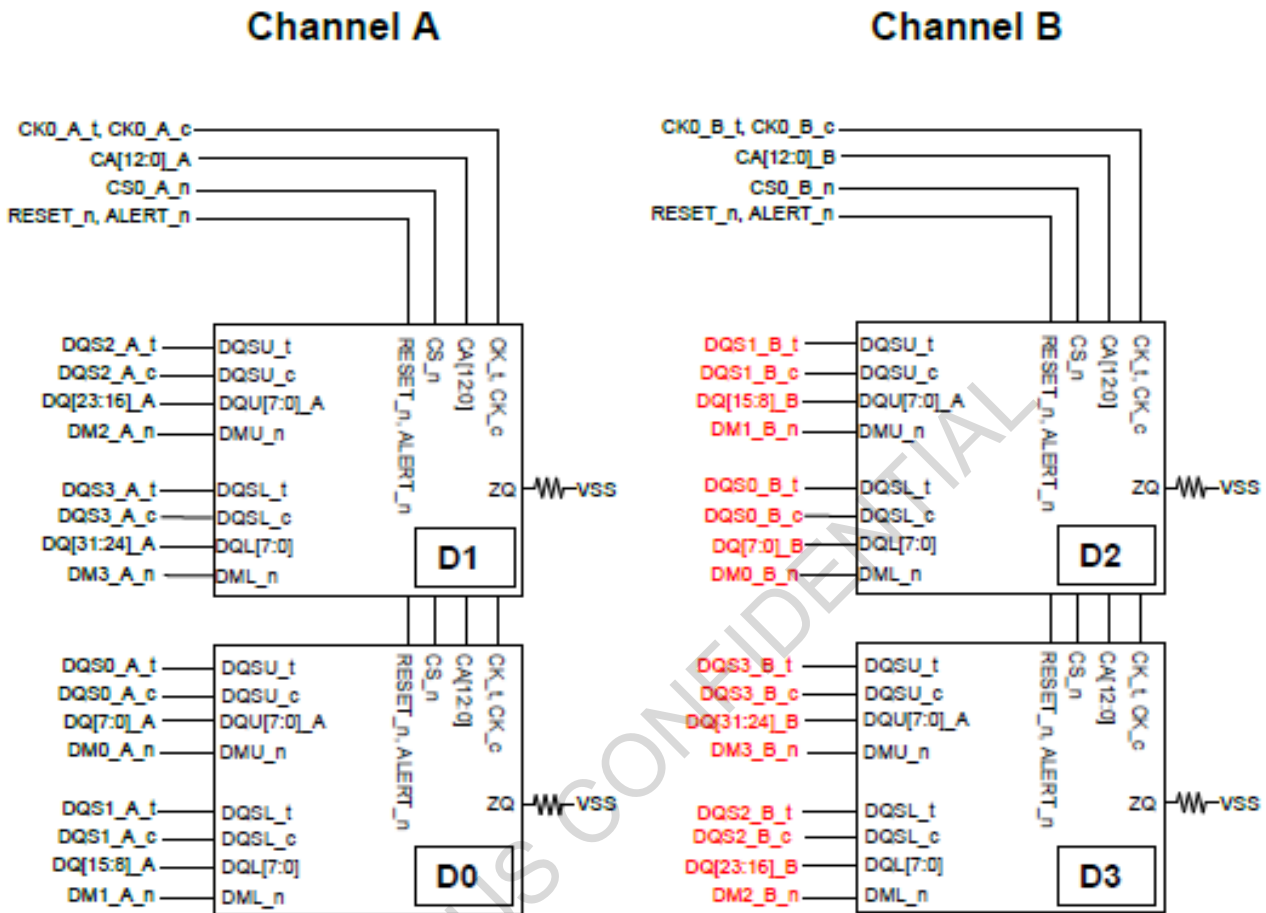 Channel A
CK0_A_t, CK0_A_c
CA[12:0]_A
CS0_A_n
RESET_n, ALERT_n
DQS2_A_t
DQS2_A_c
DQ[23:16]_A
DM2_A_n
DQS3_A_t
DQS3_A_c
DQ[31:24]_A
DM3_A_n
DQSU_t
DQSU_c
DQU[7:0]_A
DMU_n
DQSL_t
DQSL_c
DQL[7:0]
DML_n
RESET_n, ALERT_n
CS_n
CA[12:0]
CK_t, CK_c
ZQ
VSS
D1
DQS0_A_t
DQS0_A_c
DQ[7:0]_A
DM0_A_n
DQS1_A_t
DQS1_A_c
DQ[15:8]_A
DM1_A_n
DQSU_t
DQSU_c
DQU[7:0]_A
DMU_n
DQSL_t
DQSL_c
DQL[7:0]
DML_n
RESET_n, ALERT_n
CS_n
CA[12:0]
CK_t, CK_c
ZQ
VSS
D0
Channel B
CK0_B_t, CK0_B_c
CA[12:0]_B
CS0_B_n
RESET_n, ALERT_n
DQS1_B_t
DQS1_B_c
DQ[15:8]_B
DM1_B_n
DQS0_B_t
DQS0_B_c
DQ[7:0]_B
DM0_B_n
DQSU_t
DQSU_c
DQU[7:0]_A
DMU_n
DQSL_t
DQSL_c
DQL[7:0]
DML_n
RESET_n, ALERT_n
CS_n
CA[12:0]
CK_t, CK_c
ZQ
VSS
D2
DQS3_B_t
DQS3_B_c
DQ[31:24]_B
DM3_B_n
DQS2_B_t
DQS2_B_c
DQ[23:16]_B
DM2_B_n
DQSU_t
DQSU_c
DQU[7:0]_A
DMU_n
DQSL_t
DQSL_c
DQL[7:0]
DML_n
RESET_n, ALERT_n
CS_n
CA[12:0]
CK_t, CK_c
ZQ
VSS
D3
CONFIDENTIAL